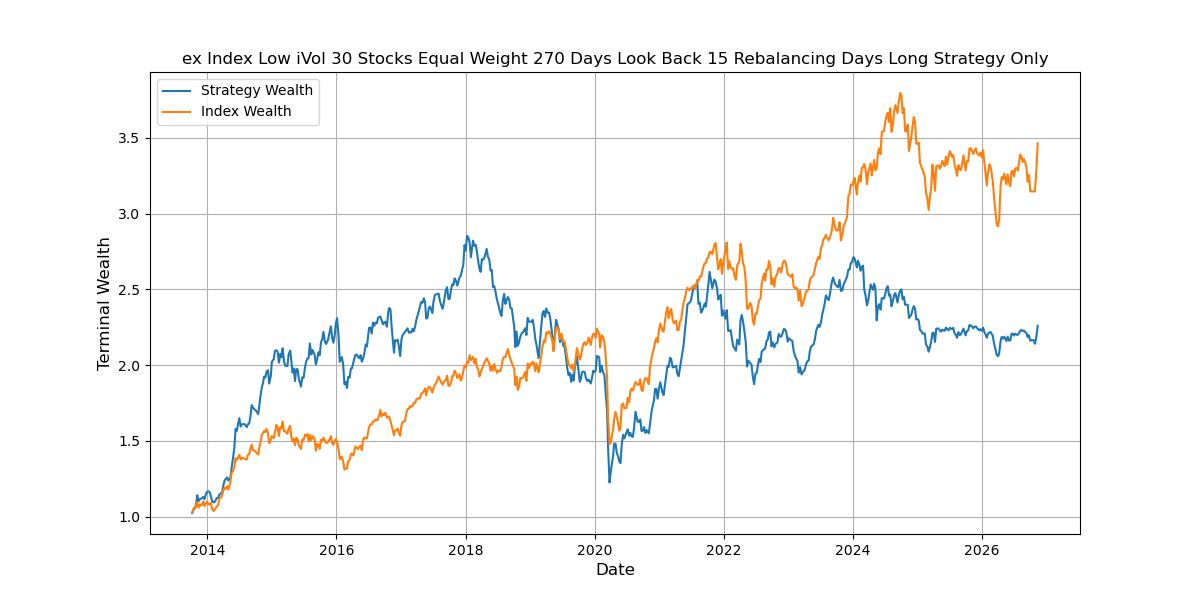 ex Index Low iVol 30 Stocks Equal Weight 270 Days Look Back 15 Rebalancing Days Long Strategy Only
Strategy Wealth
Index Wealth
Terminal Wealth
3.5
3.0
2.5
2.0
1.5
1.0
2014 2016 2018 2020 2022 2024 2026
Date